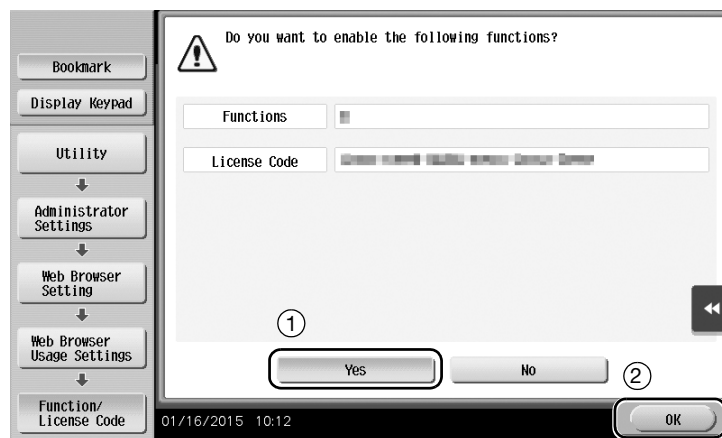 Do you want to enable the following functions?
Bookmark
Display Keypad
Utility
Administrator
Settings
Web Browser
Setting
Web Browser
Usage Settings
Function/
License Code
Functions
License Code
1
Yes
No
2
01/16/2015 10:12
OK